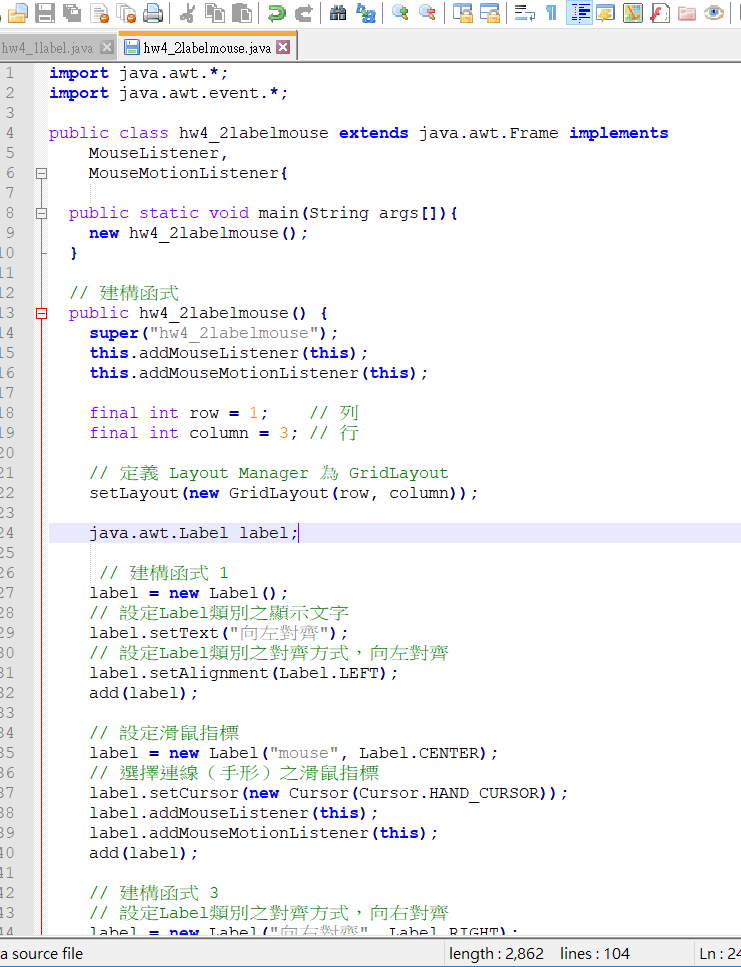 hw4_1label.java
hw4_2labelmouse.java
1 import java.awt.*;
2 import java.awt.event.*;
3
4 public class hw4_2labelmouse extends java.awt.Frame implements
5 MouseListener,
6 MouseMotionListener{
7
8 public static void main(String args[]){
9 new hw4_2labelmouse();
10 }
11
12 // 建構函式
13 public hw4_2labelmouse() {
14 super("hw4_2labelmouse");
15 this.addMouseListener(this);
16 this.addMouseMotionListener(this);
17
18 final int row = 1; // 列
19 final int column = 3; // 行
20
21 // 定義 Layout Manager 為 GridLayout
22 setLayout(new GridLayout(row, column));
23
24 java.awt.Label label;
25
26 // 建構函式 1
27 label = new Label();
28 // 設定Label類別之顯示文字
29 label.setText("向左對齊");
30 // 設定Label類別之對齊方式，向左對齊
31 label.setAlignment(Label.LEFT);
32 add(label);
33
34 // 設定滑鼠指標
35 label = new Label("mouse", Label.CENTER);
36 // 選擇連線（手形）之滑鼠指標
37 label.setCursor(new Cursor(Cursor.HAND_CURSOR));
38 label.addMouseListener(this);
39 label.addMouseMotionListener(this);
40 add(label);
41
42 // 建構函式 3
43 // 設定Label類別之對齊方式，向右對齊
44 label = new Label("向右對齊", Label.RIGHT);
a source file length : 2,862 lines : 104 Ln : 24